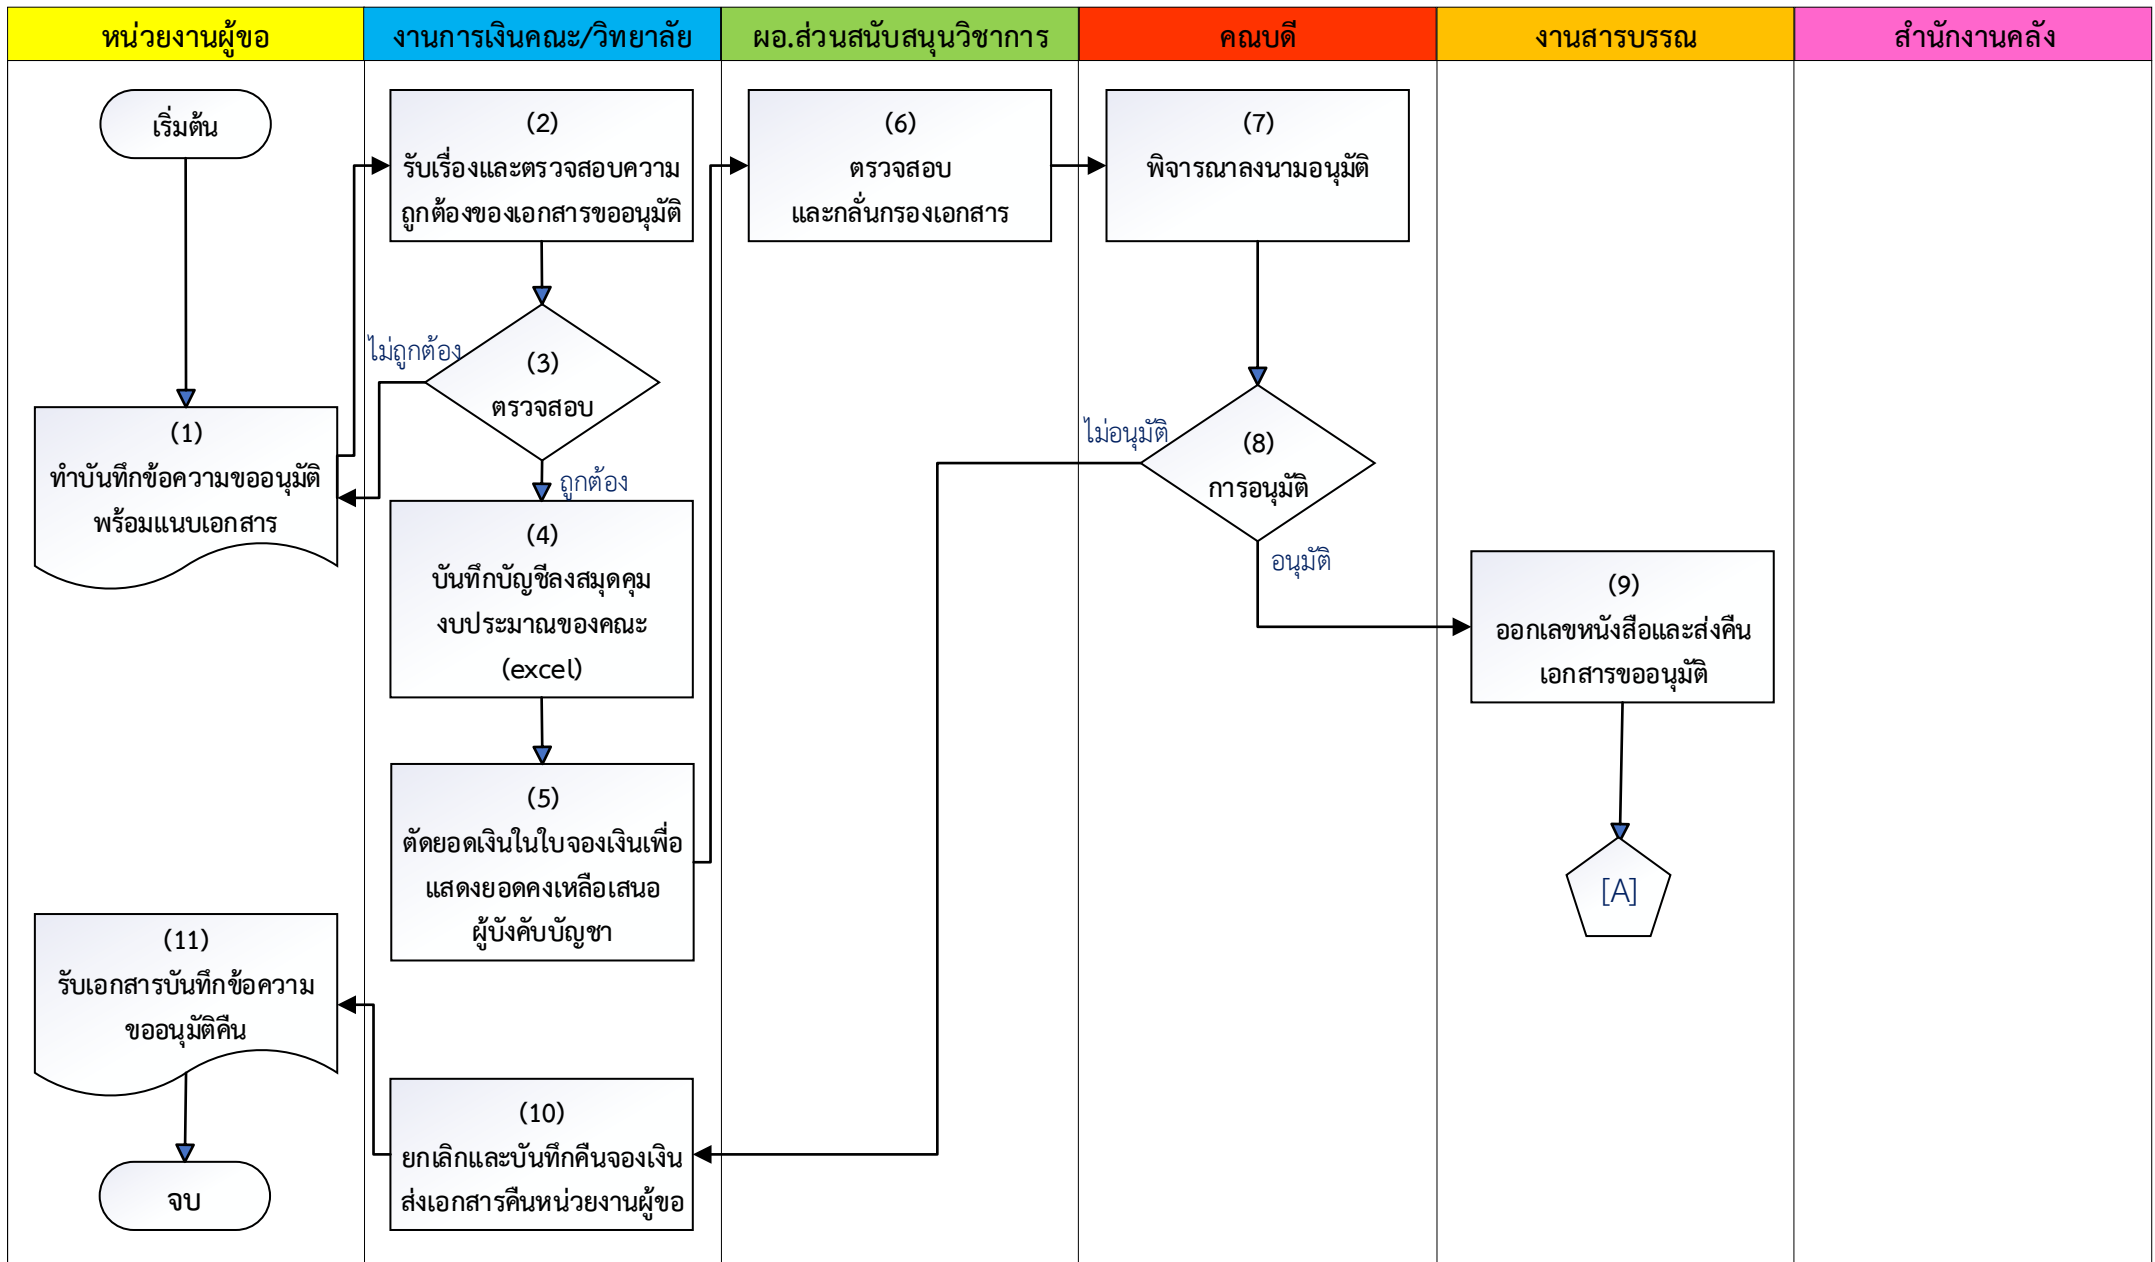 หน่วยงานผู้ขอ
งานการเงินคณะ/วิทยาลัย
ผอ.ส่วนสนับสนุนวิชาการ
คณบดี
งานสารบรรณ
สำนักงานคลัง
เริ่มต้น
(1)
ทำบันทึกข้อความขออนุมัติ
พร้อมแนบเอกสาร
(2)
รับเรื่องและตรวจสอบความ
ถูกต้องของเอกสารขออนุมัติ
(3)
ตรวจสอบ
ไม่ถูกต้อง
ถูกต้อง
(4)
บันทึกบัญชีลงสมุดคุม
งบประมาณของคณะ
(excel)
(5)
ตัดยอดเงินในใบจองเงินเพื่อ
แสดงยอดคงเหลือเสนอ
ผู้บังคับบัญชา
(6)
ตรวจสอบ
และกลั่นกรองเอกสาร
(7)
พิจารณาลงนามอนุมัติ
(8)
การอนุมัติ
ไม่อนุมัติ
อนุมัติ
(9)
ออกเลขหนังสือและส่งคืน
เอกสารขออนุมัติ
[A]
(10)
ยกเลิกและบันทึกคืนจองเงิน
ส่งเอกสารคืนหน่วยงานผู้ขอ
(11)
รับเอกสารบันทึกข้อความ
ขออนุมัติคืน
จบ